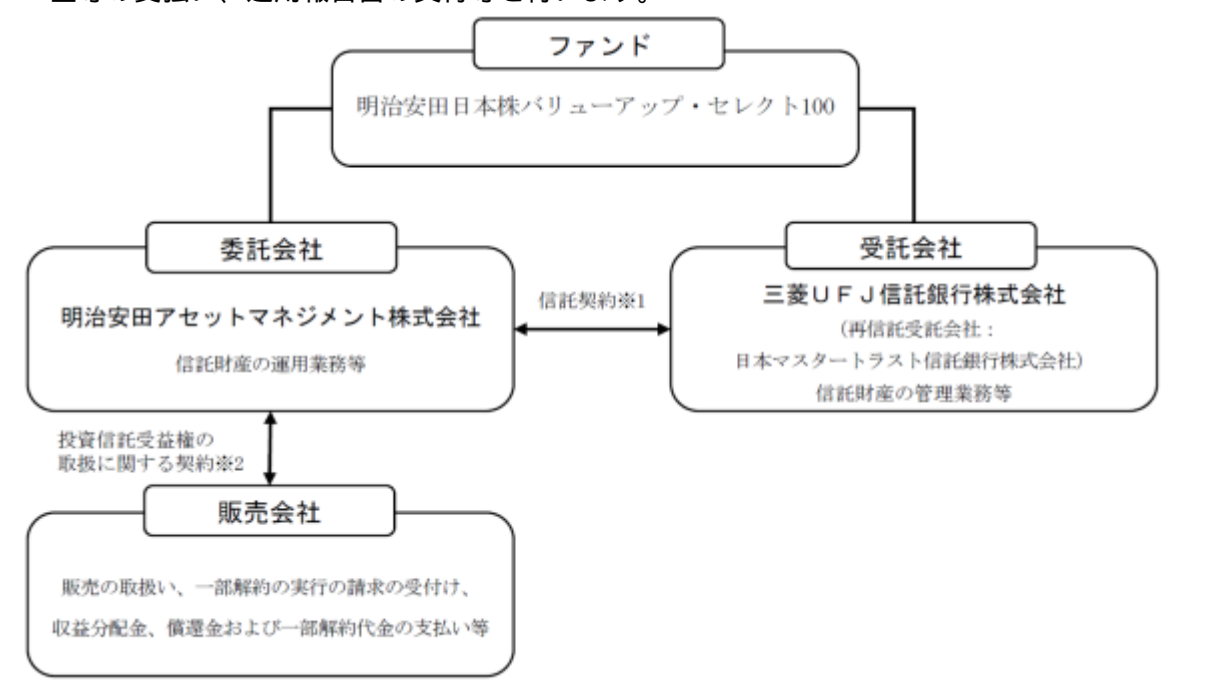 ファンド
明治安田日本株バリューアップ・セレクト100
委託会社
明治安田アセットマネジメント株式会社
信託財産の運用業務等
信託契約※1
受託会社
三菱ＵＦＪ信託銀行株式会社
（再信託受託会社：
日本マスタートラスト信託銀行株式会社）
信託財産の管理業務等
投資信託受益権の
取扱に関する契約※2
販売会社
販売の取扱い、一部解約の実行の請求の受付け、
収益分配金、償還金および一部解約代金の支払い等